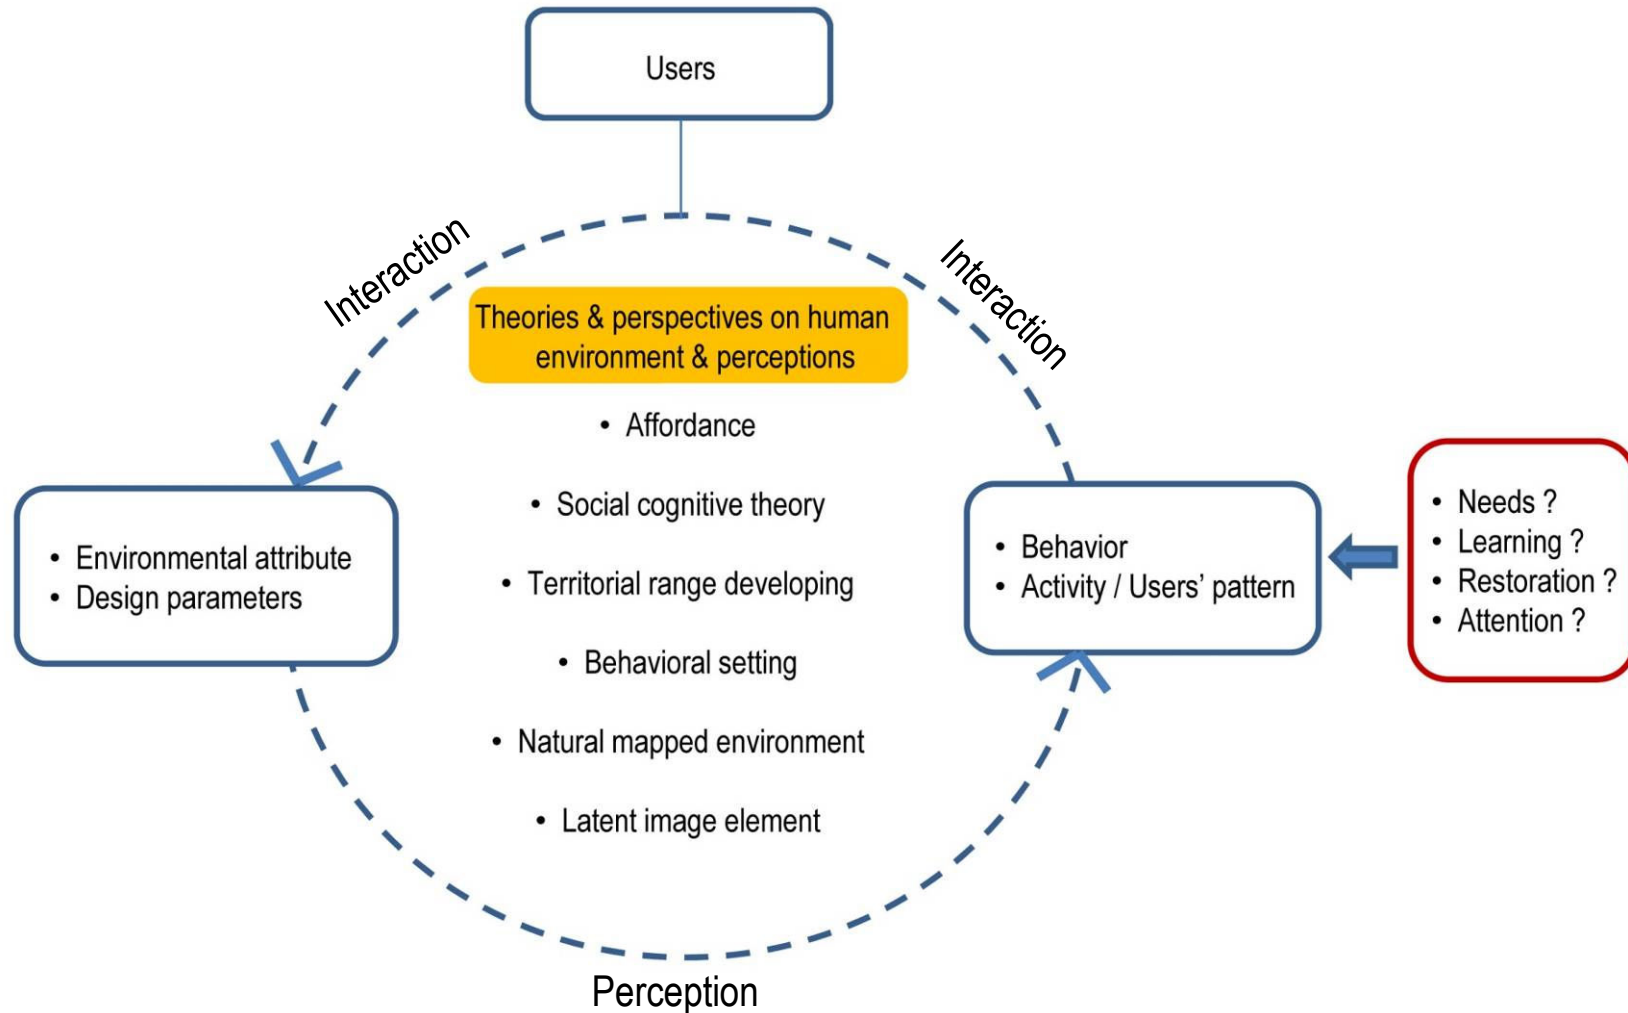 Users
Interaction
Interaction
Theories & perspectives on human
environment & perceptions
• Affordance
• Social cognitive theory
• Territorial range developing
• Behavioral setting
• Natural mapped environment
• Latent image element
• Environmental attribute
• Design parameters
• Behavior
• Activity / Users’ pattern
• Needs ?
• Learning ?
• Restoration ?
• Attention ?
Perception